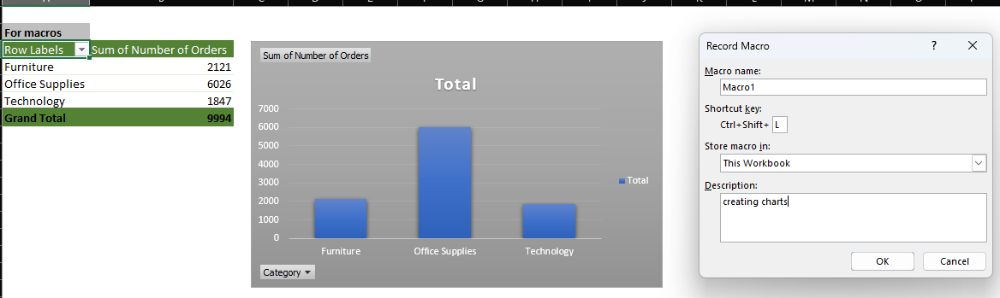 For macros
Row Labels Sum of Number of Orders
Furniture 2121
Office Supplies 6026
Technology 1847
Grand Total 9994
Sum of Number of Orders
Total
7000
6000
5000
4000
3000
2000
1000
0
Total
Furniture Office Supplies Technology
Category
Record Macro ?
Macro name:
Macro1
Shortcut key:
Ctrl+Shift+ L
Store macro in:
This Workbook
Description:
creating charts
OK Cancel